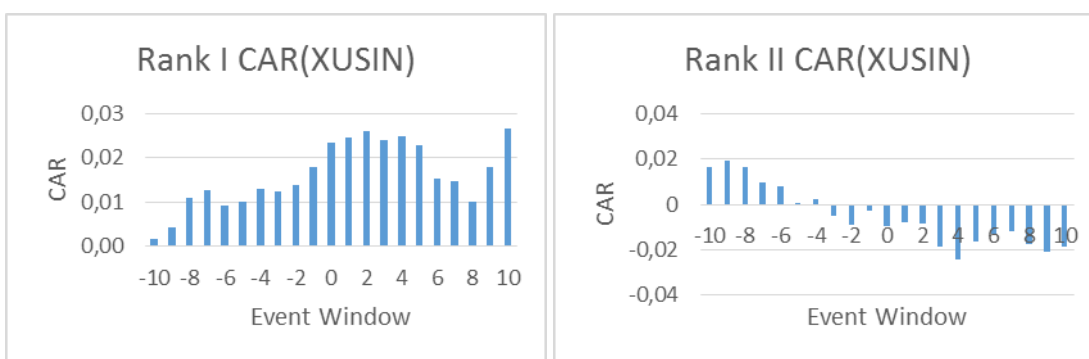 Rank I CAR(XUSIN)
0,03
0,02
0,01
0,00
CAR
-10 -8 -6 -4 -2 0 2 4 6 8 10
Event Window
Rank II CAR(XUSIN)
0,04
0,02
0
-0,02
-0,04
CAR
-10 -8 -6 -4 -2 0 2 4 6 8 10
Event Window